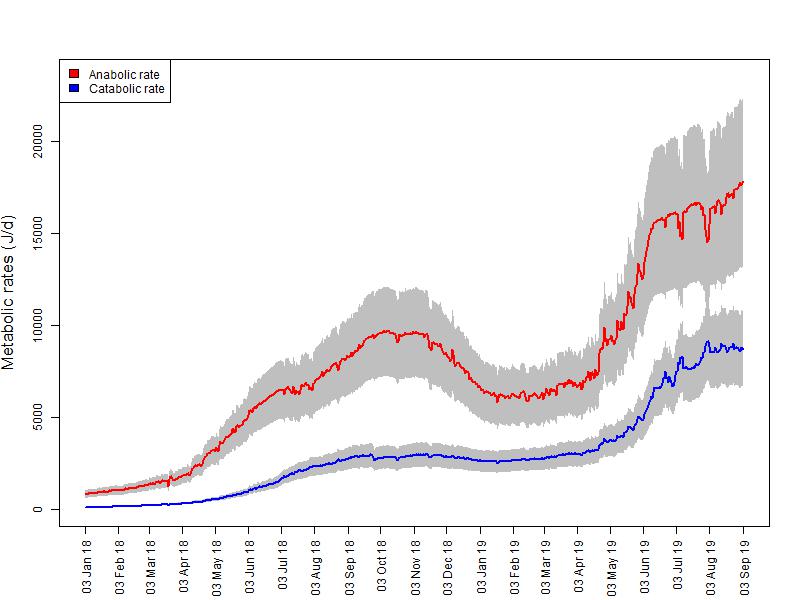 Anabolic rate
Catabolic rate
Metabolic rates (J/d)
20000
15000
10000
5000
0
03 Jan 18
03 Feb 18
03 Mar 18
03 Apr 18
03 May 18
03 Jun 18
03 Jul 18
03 Aug 18
03 Sep 18
03 Oct 18
03 Nov 18
03 Dec 18
03 Jan 19
03 Feb 19
03 Mar 19
03 Apr 19
03 May 19
03 Jun 19
03 Jul 19
03 Aug 19
03 Sep 19